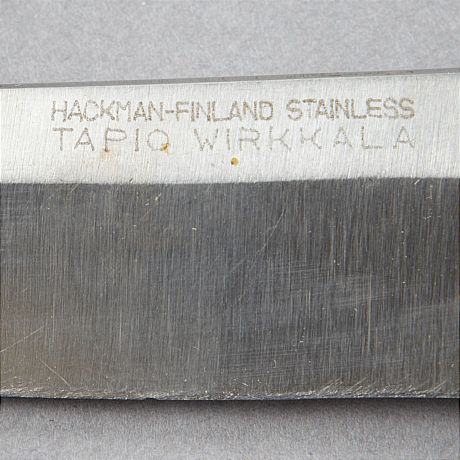 HACKMAN-FINLAND STAINLESS
TAPIO WIRKKALA